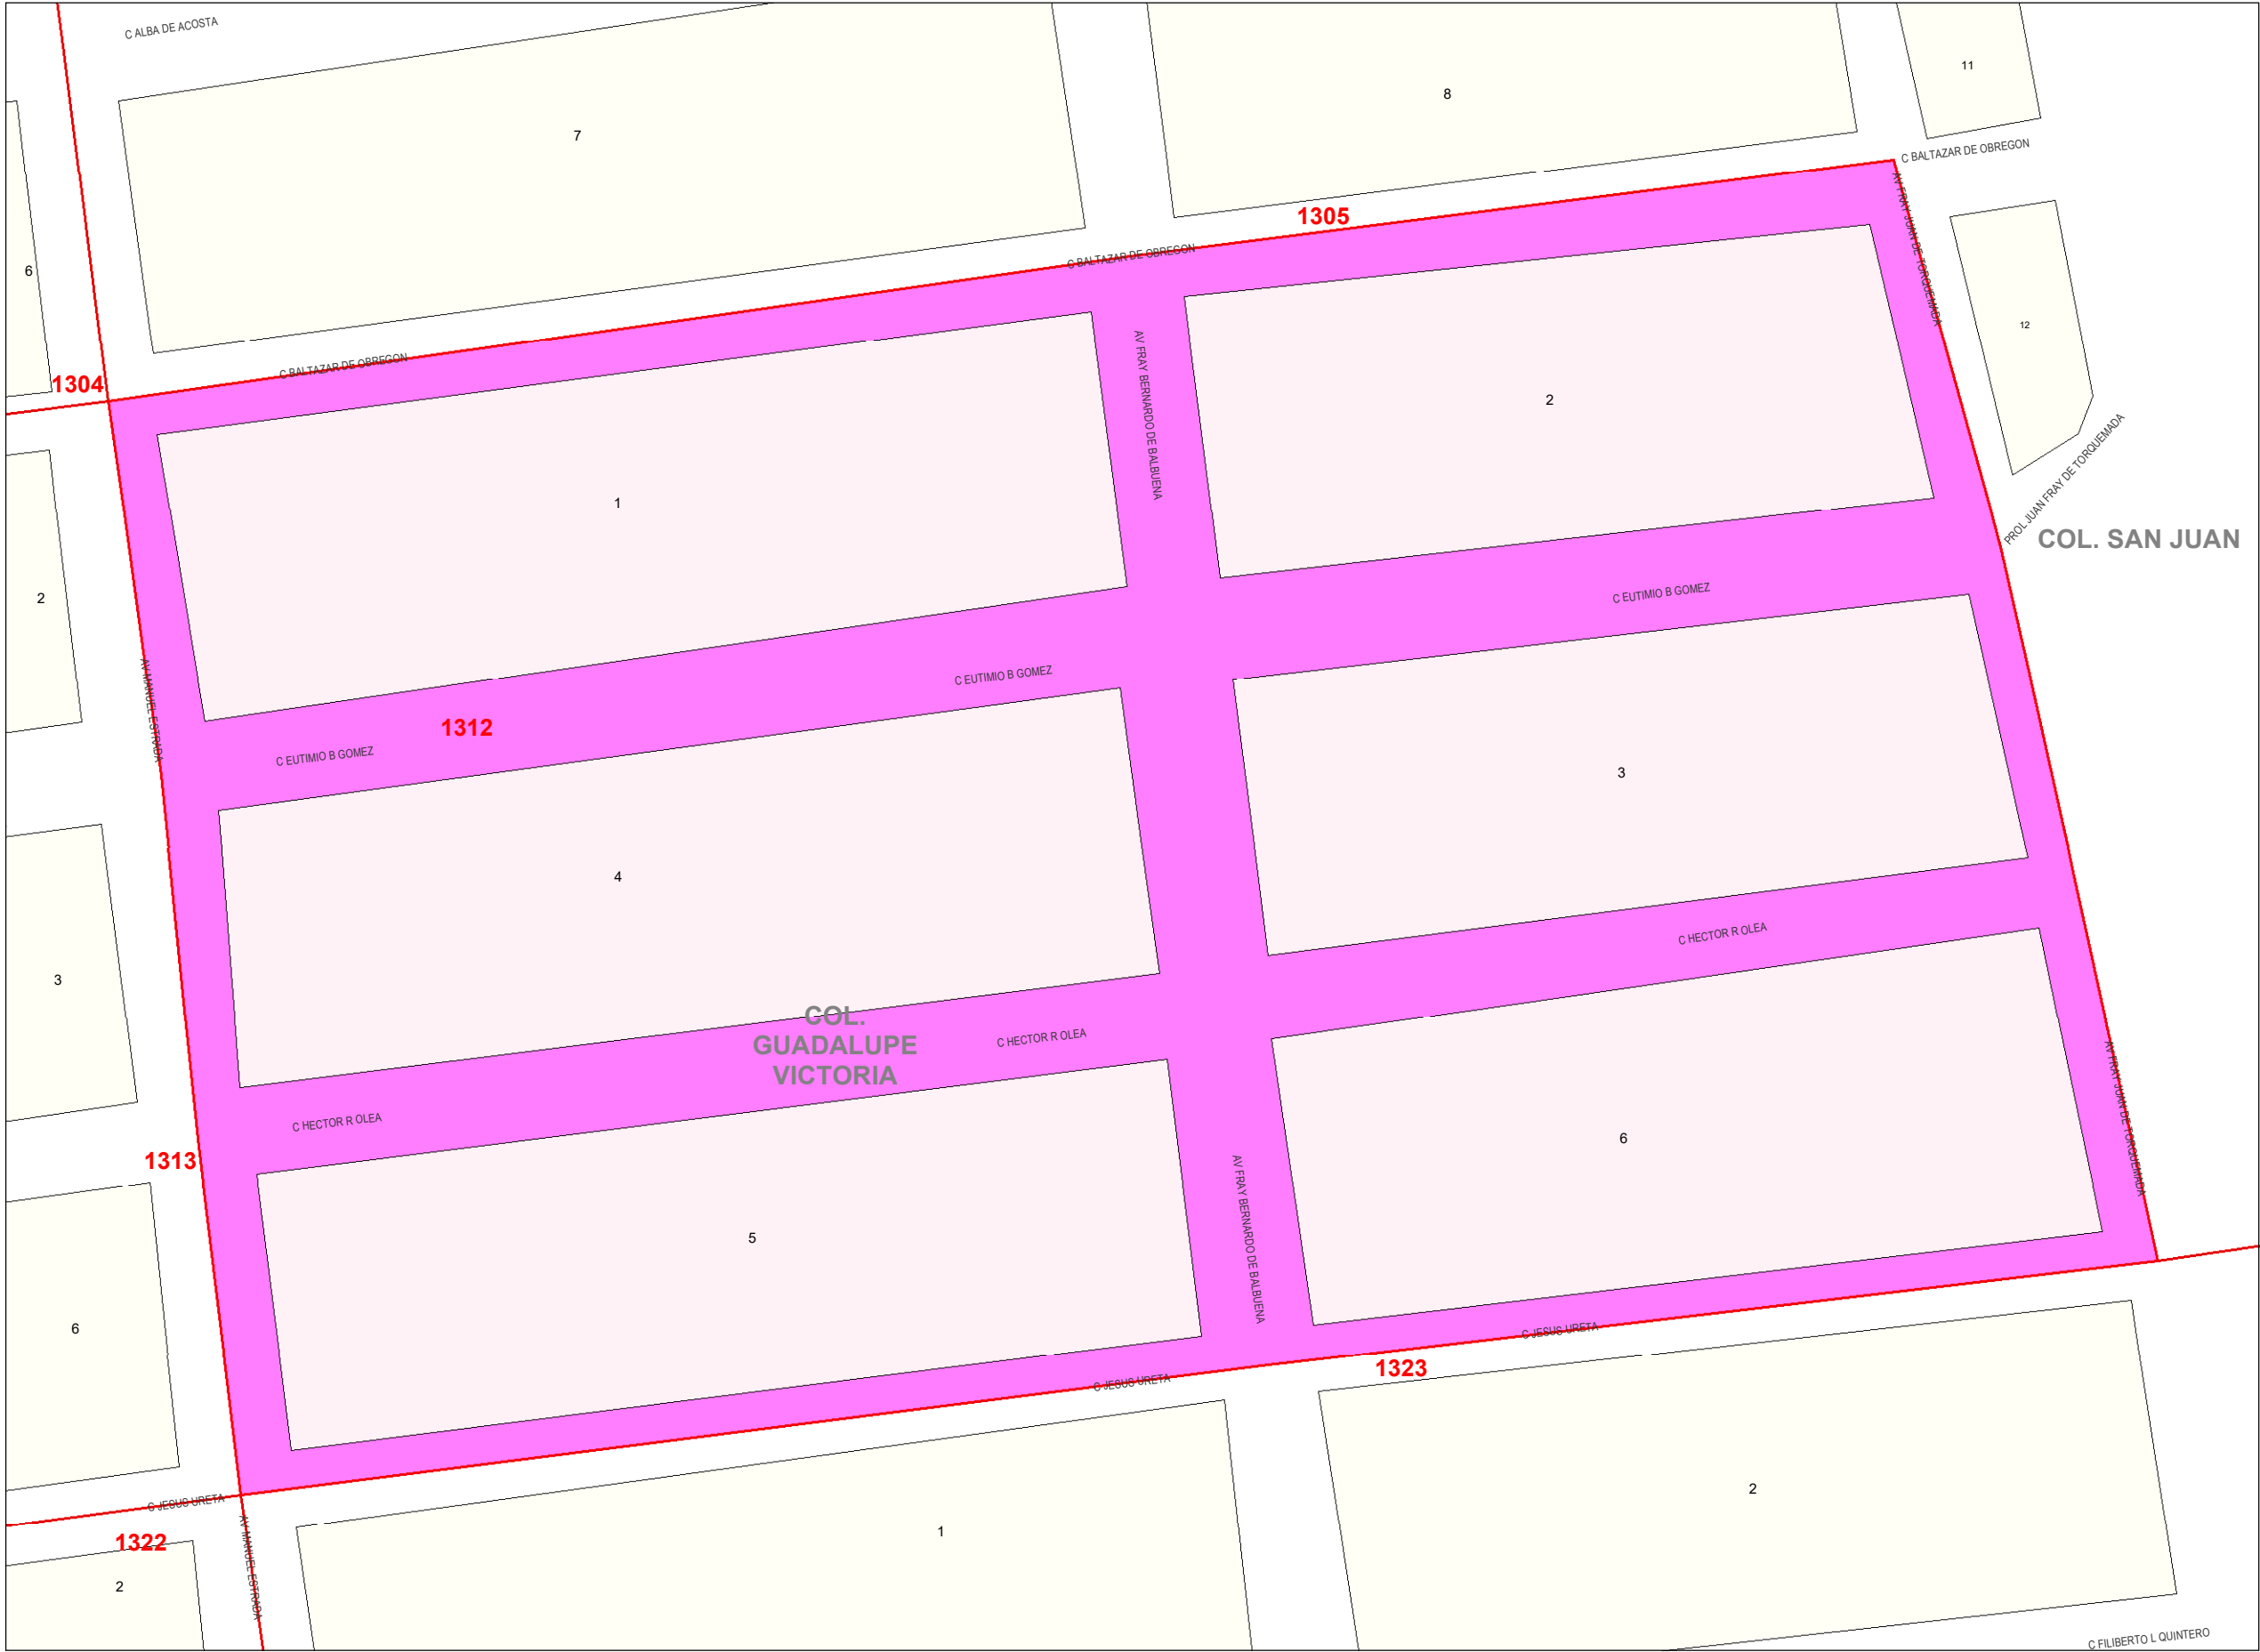 C ALBA DE ACOSTA
11
8
7
C BALTAZAR DE OBREGON
1305
AV FRAY JUAN DE TORQUEMADA
C BALTAZAR DE OBREGON
6
12
C BALTAZAR DE OBREGON
1304
2
AV FRAY BERNARDO DE BALBUENA
PROL JUAN FRAY DE TORQUEMADA
1
COL. SAN JUAN
2
C EUTIMIO B GOMEZ
C EUTIMIO B GOMEZ
AV MANUEL ESTRADA
1312
C EUTIMIO B GOMEZ
3
4
C HECTOR R OLEA
3
COL.
GUADALUPE
VICTORIA
C HECTOR R OLEA
C HECTOR R OLEA
AV FRAY JUAN DE TORQUEMADA
6
1313
5
AV FRAY BERNARDO DE BALBUENA
6
C JESUS URETA
1323
C JESUS URETA
2
C JESUS URETA
1
1322
AV MANUEL ESTRADA
2
C FILIBERTO L QUINTERO